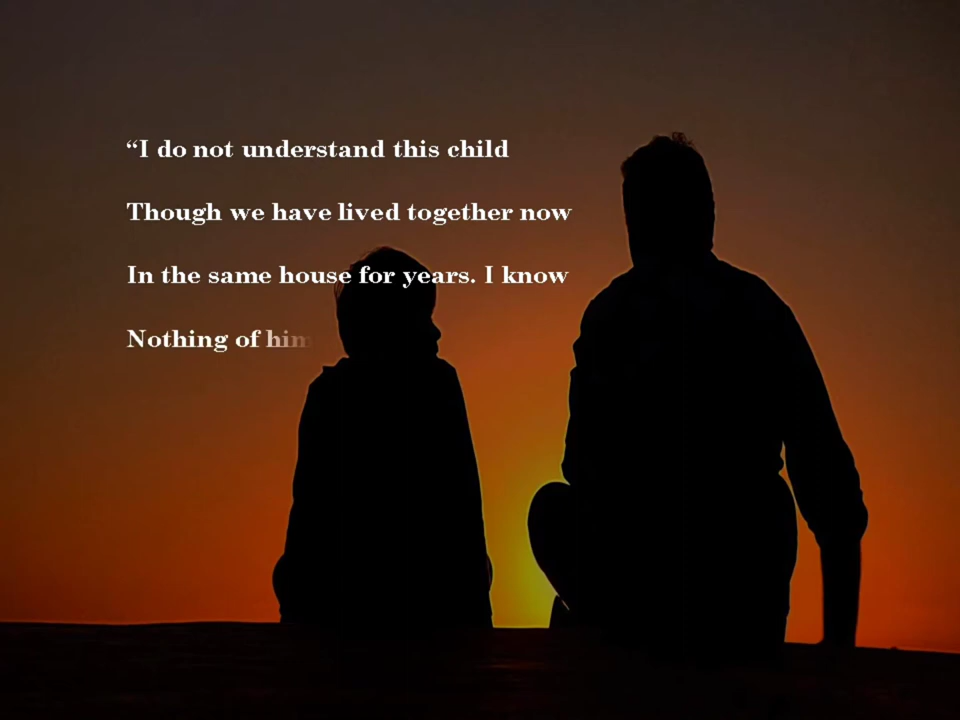 “I do not understand this child
Though we have lived together now
In the same house for years. I know
Nothing of him